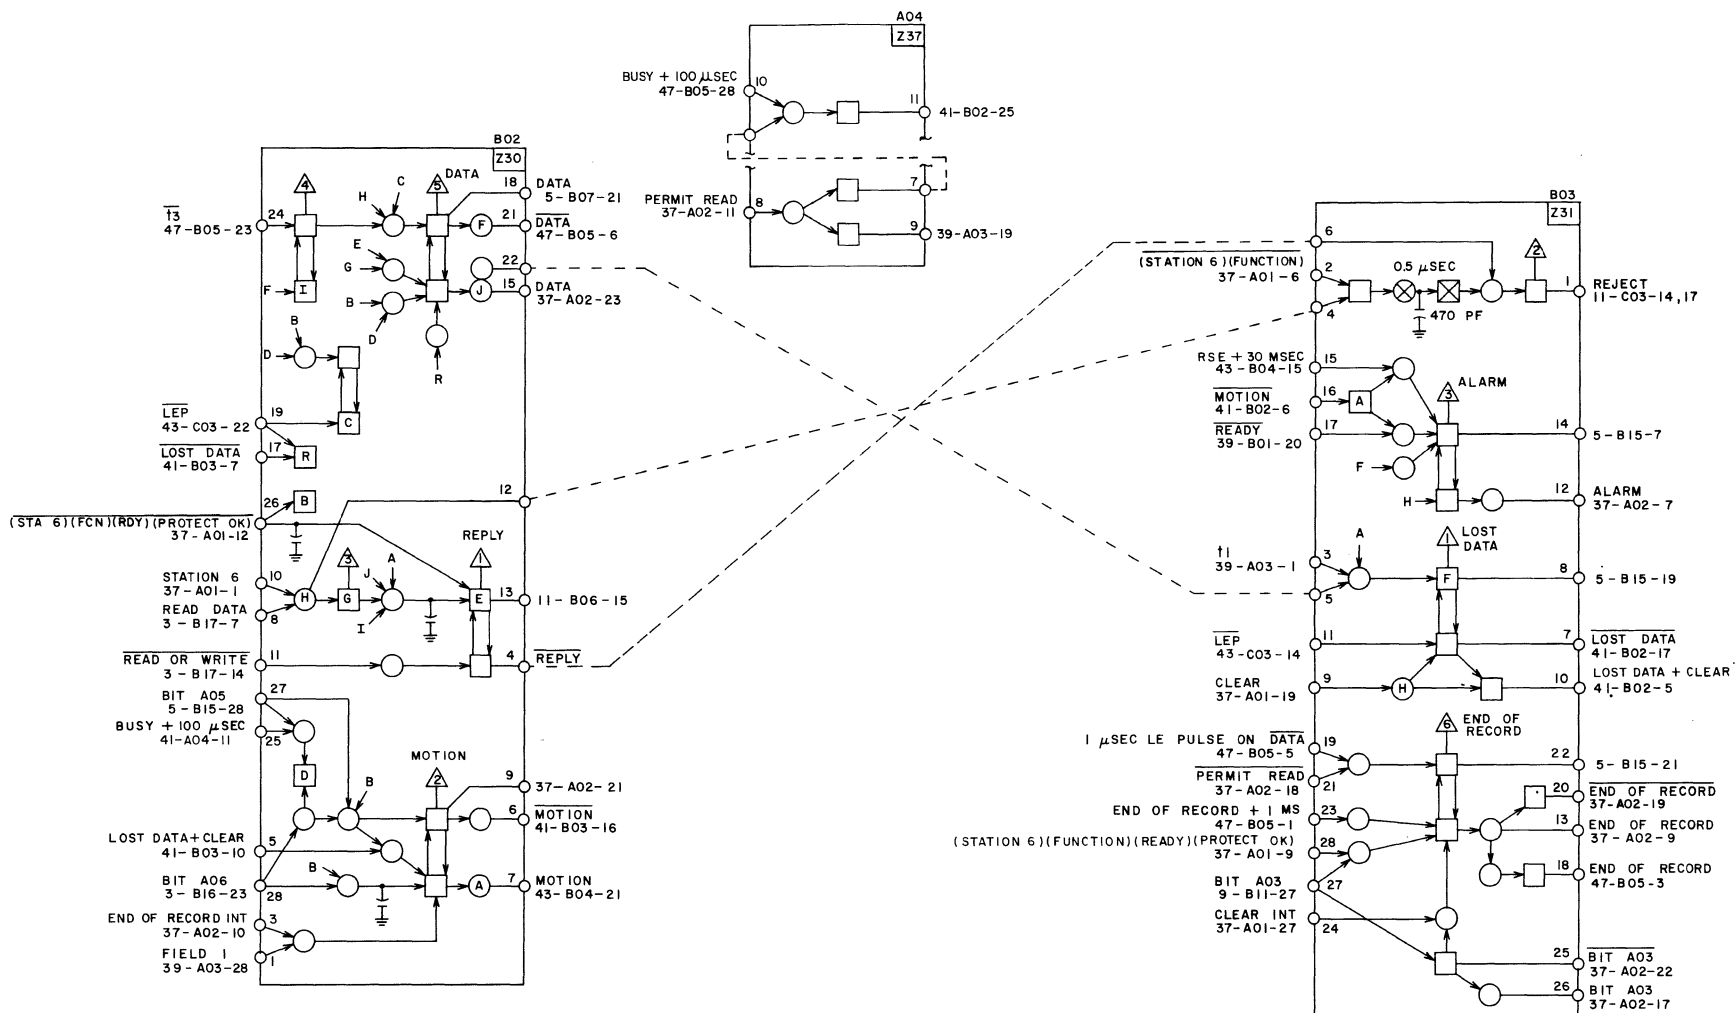 A04
Z37
BUSY + 100 µSEC
47-B05-28
10
11
41-B02-25
PERMIT READ
37-A02-11
8
7
9
39-A03-19
B02
Z30
4
5
DATA
18
DATA
5-B07-21
H
C
t3
47-B05-23
24
F
21
DATA
47-B05-6
E
G
22
F
I
B
J
15
DATA
37-A02-23
D
B
D
R
LEP
43-C03-22
19
C
LOST DATA
41-B03-7
17
R
12
26
B
(STA 6)(FCN)(RDY)(PROTECT OK)
37-A01-12
REPLY
3
1
STATION 6
37-A01-1
10
J
A
H
G
E
13
11-B06-15
READ DATA
3-B17-7
8
I
READ OR WRITE
3-B17-14
11
4
REPLY
BIT A05
5-B15-28
27
BUSY + 100 µSEC
41-A04-11
25
D
MOTION
2
B
9
37-A02-21
6
MOTION
41-B03-16
LOST DATA+CLEAR
41-B03-10
5
BIT A06
3-B16-23
28
B
A
7
MOTION
43-B04-21
END OF RECORD INT
37-A02-10
3
FIELD 1
39-A03-28
1
B03
Z31
6
(STATION 6)(FUNCTION)
37-A01-6
2
4
0.5 µSEC
470 PF
2
1
REJECT
11-C03-14,17
RSE + 30 MSEC
43-B04-15
15
MOTION
41-B02-6
16
A
3
ALARM
READY
39-B01-20
17
14
5-B15-7
F
H
12
ALARM
37-A02-7
t1
39-A03-1
3
A
1
LOST
DATA
5
F
8
5-B15-19
LEP
43-C03-14
11
7
LOST DATA
41-B02-17
CLEAR
37-A01-19
9
H
10
LOST DATA + CLEAR
41-B02-5
6
END OF
RECORD
1 µSEC LE PULSE ON DATA
47-B05-5
19
22
5-B15-21
PERMIT READ
37-A02-18
21
END OF RECORD + 1 MS
47-B05-1
23
20
END OF RECORD
37-A02-19
13
END OF RECORD
37-A02-9
(STATION 6)(FUNCTION)(READY)(PROTECT OK)
37-A01-9
28
18
END OF RECORD
47-B05-3
BIT A03
9-B11-27
27
CLEAR INT
37-A01-27
24
25
BIT A03
37-A02-22
26
BIT A03
37-A02-17